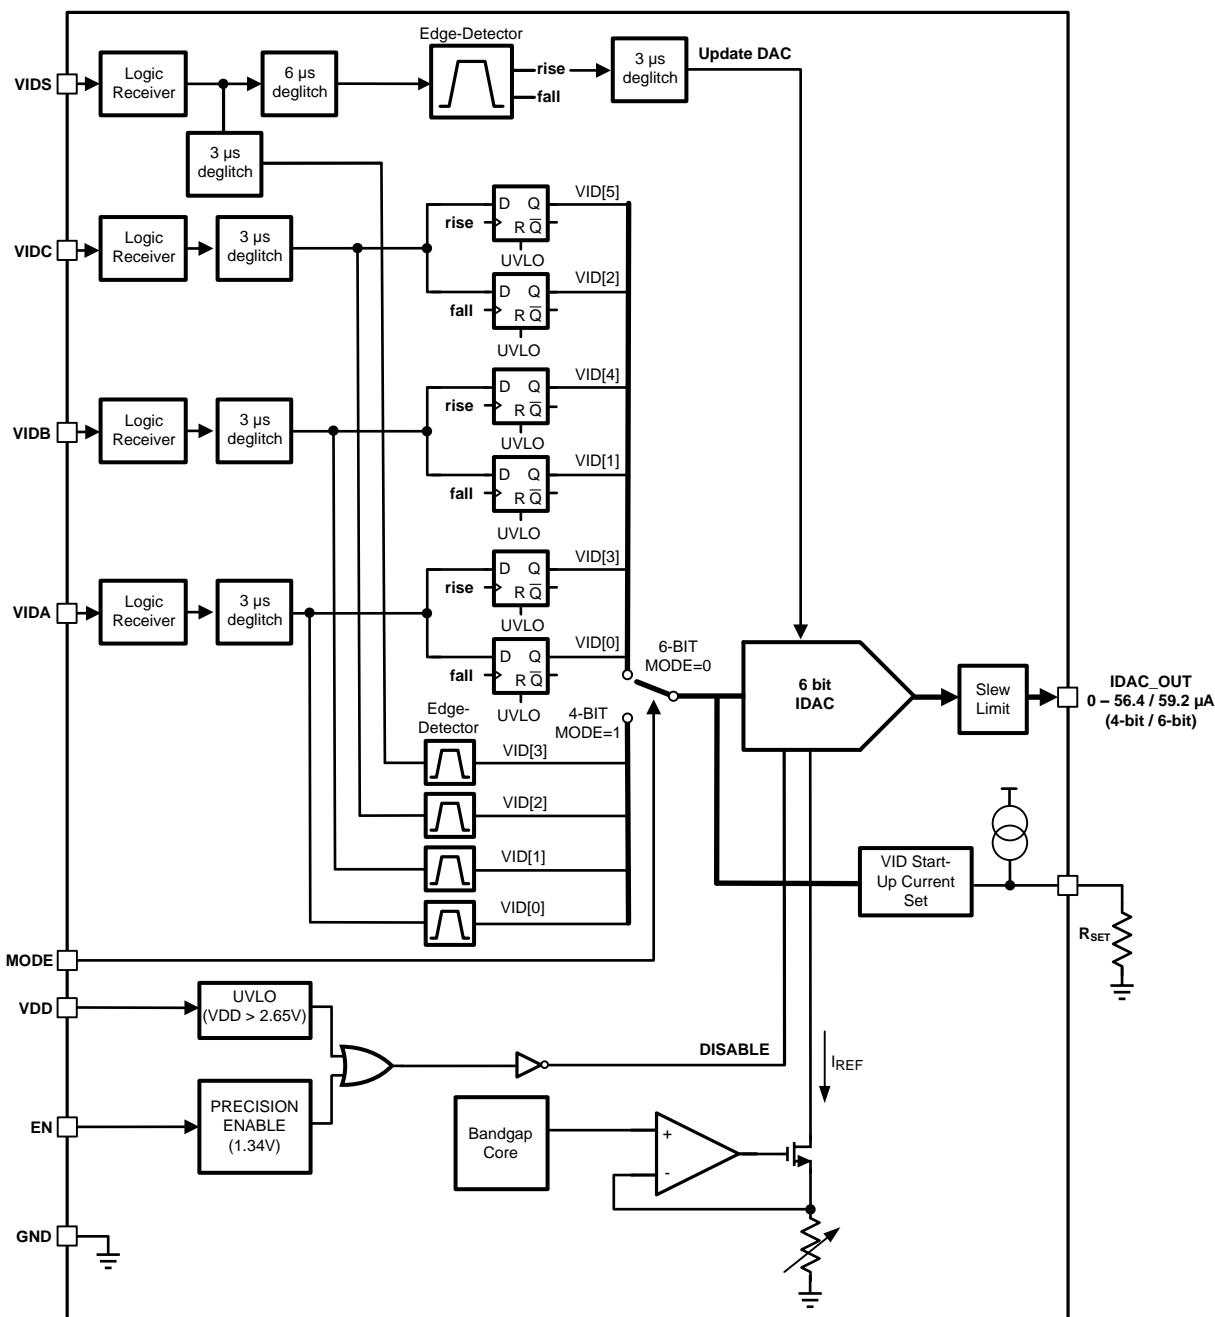 Edge-Detector
VIDS
Logic
Receiver
6 µs
deglitch
rise
fall
3 µs
deglitch
Update DAC
3 µs
deglitch
VIDC
Logic
Receiver
3 µs
deglitch
rise
D Q
R Q
UVLO
VID[5]
fall
D Q
R Q
UVLO
VID[2]
VIDB
Logic
Receiver
3 µs
deglitch
rise
D Q
R Q
UVLO
VID[4]
fall
D Q
R Q
UVLO
VID[1]
VIDA
Logic
Receiver
3 µs
deglitch
rise
D Q
R Q
UVLO
VID[3]
fall
D Q
R Q
UVLO
VID[0]
6-BIT
MODE=0
4-BIT
MODE=1
6 bit
IDAC
Slew
Limit
IDAC_OUT
0 – 56.4 / 59.2 µA
(4-bit / 6-bit)
Edge-
Detector
VID[3]
VID[2]
VID[1]
VID[0]
VID Start-
Up Current
Set
RSET
MODE
VDD
UVLO
(VDD > 2.65V)
DISABLE
IREF
EN
PRECISION
ENABLE
(1.34V)
Bandgap
Core
+
-
GND